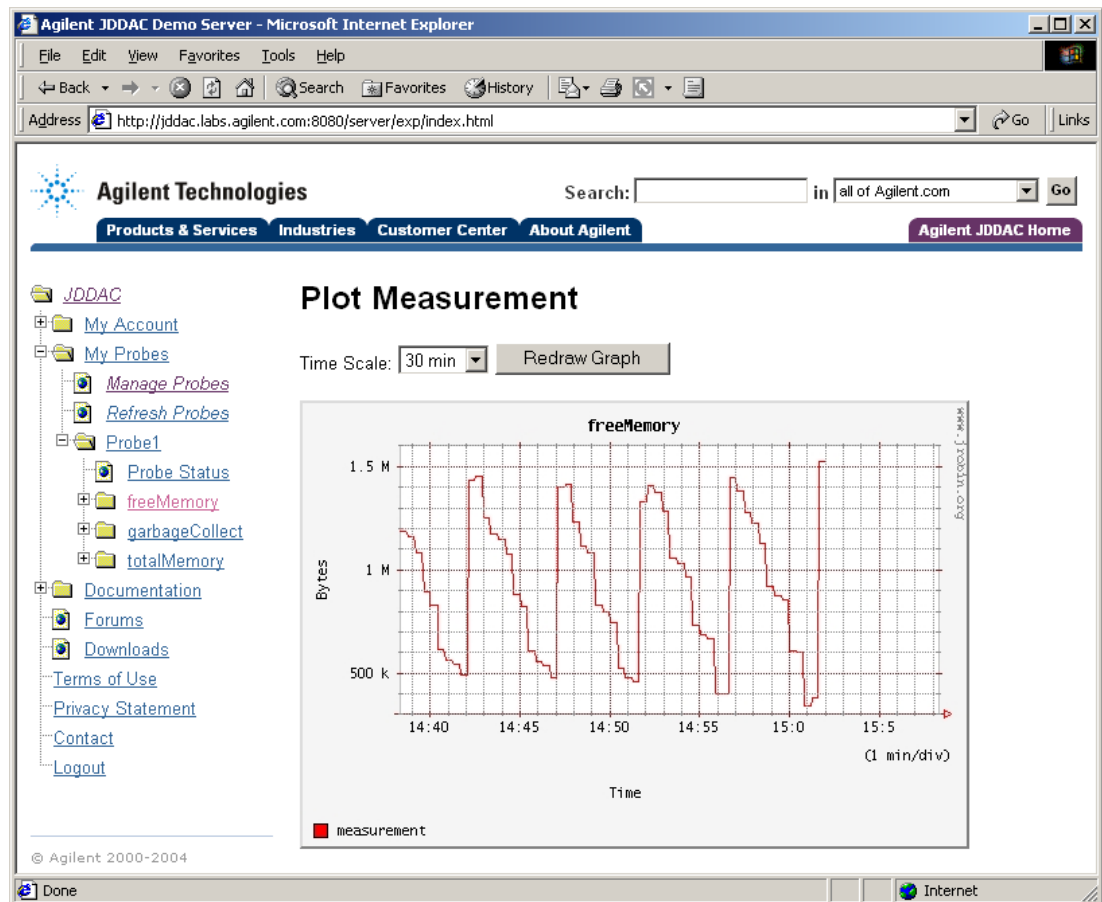 Agilent JDDAC Demo Server - Microsoft Internet Explorer
File Edit View Favorites Tools Help
Back Search Favorites History
Address http://jddac.labs.agilent.com:8080/server/exp/index.html Go Links
Agilent Technologies Search: in all of Agilent.com Go
Products & Services Industries Customer Center About Agilent Agilent JDDAC Home
JDDAC
My Account
My Probes
Manage Probes
Refresh Probes
Probe1
Probe Status
freeMemory
garbageCollect
totalMemory
Documentation
Forums
Downloads
Terms of Use
Privacy Statement
Contact
Logout
© Agilent 2000-2004
Plot Measurement
Time Scale: 30 min Redraw Graph
freeMemory
www.jrobin.org
1.5 M
1 M
500 k
Bytes
14:40 14:45 14:50 14:55 15:0 15:5
(1 min/div)
Time
measurement
Done Internet